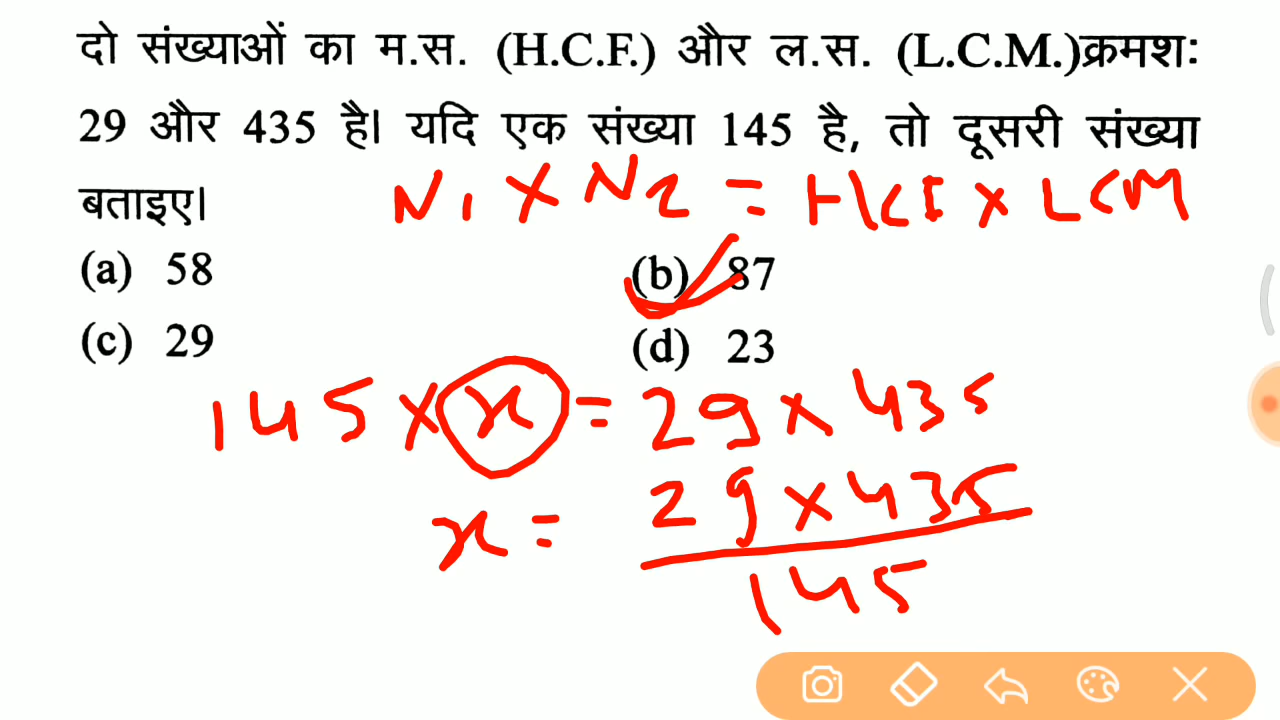 दो संख्याओं का म.स. (H.C.F.) और ल.स. (L.C.M.)क्रमशः
29 और 435 है। यदि एक संख्या 145 है, तो दूसरी संख्या
बताइए।
N1 × N2 = HCF × LCM
(a) 58 (b) 87
(c) 29 (d) 23
145 × x = 29 × 435
x = 29 × 435
145